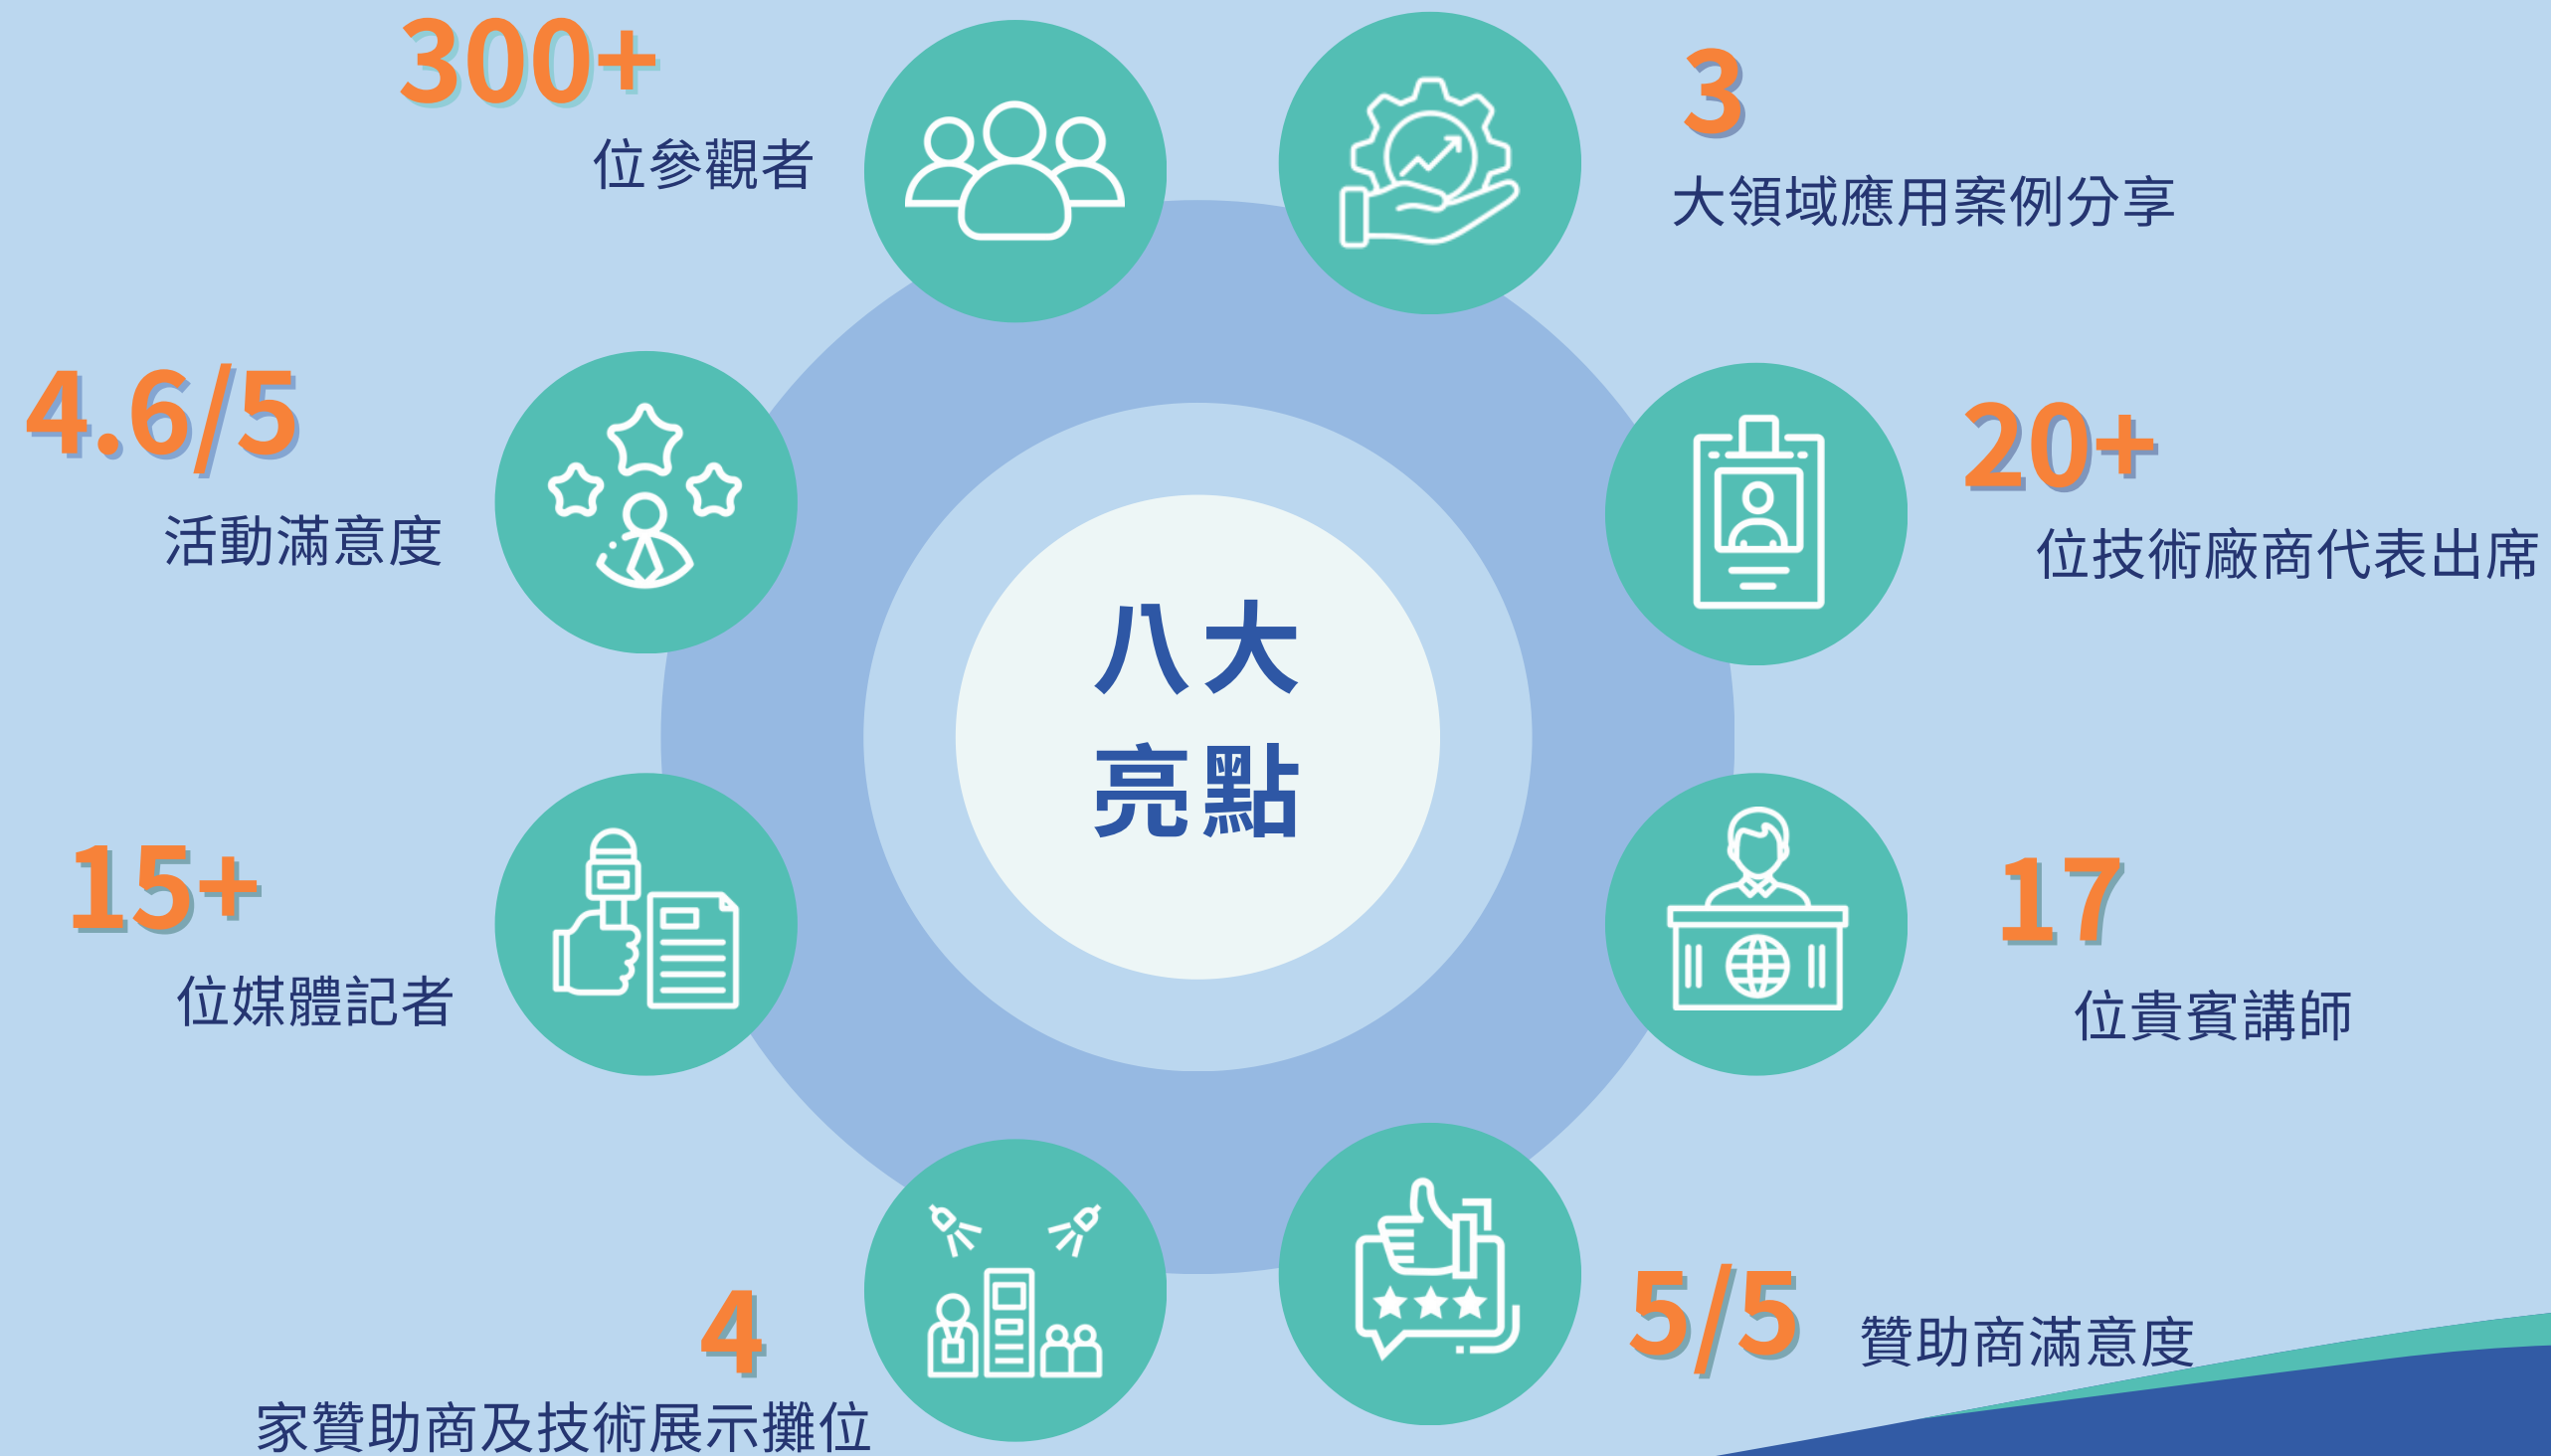 300+
位參觀者
3
大領域應用案例分享
4.6/5
活動滿意度
20+
位技術廠商代表出席
八大
亮點
15+
位媒體記者
17
位貴賓講師
4
家贊助商及技術展示攤位
5/5
贊助商滿意度